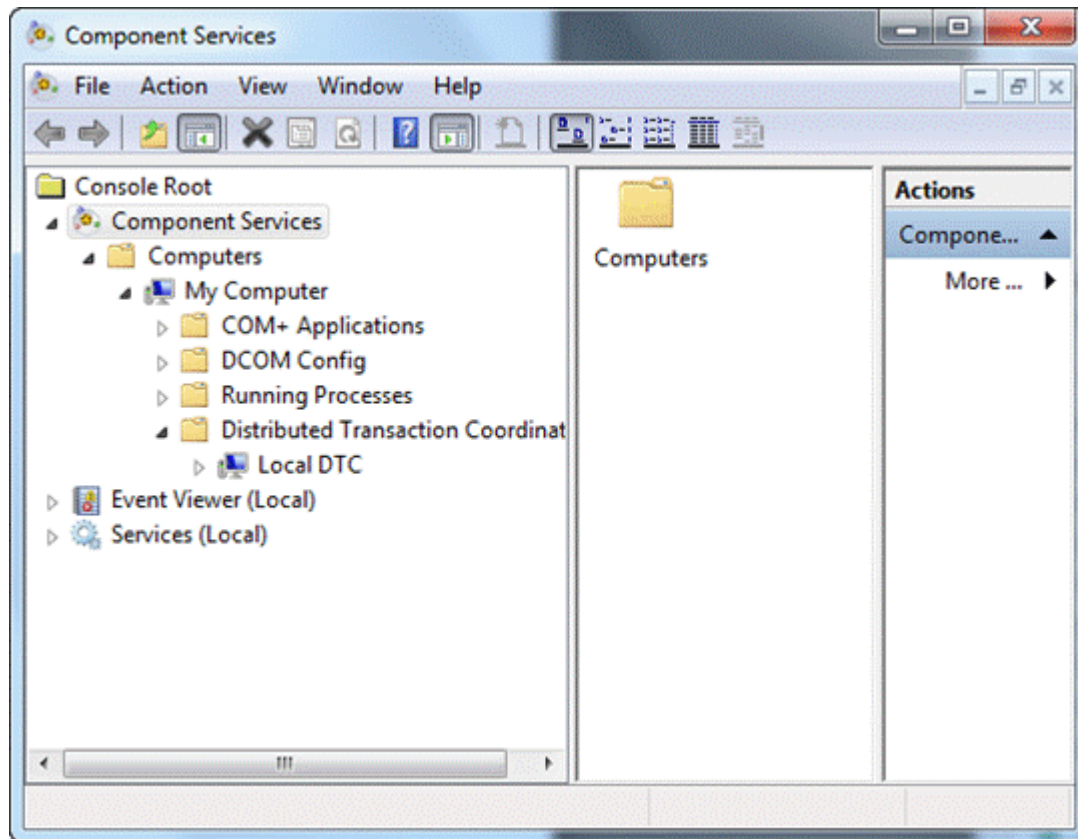 Component Services
File Action View Window Help
Console Root
Component Services
Computers
My Computer
COM+ Applications
DCOM Config
Running Processes
Distributed Transaction Coordinat
Local DTC
Event Viewer (Local)
Services (Local)
Computers
Actions
Compone...
More ...